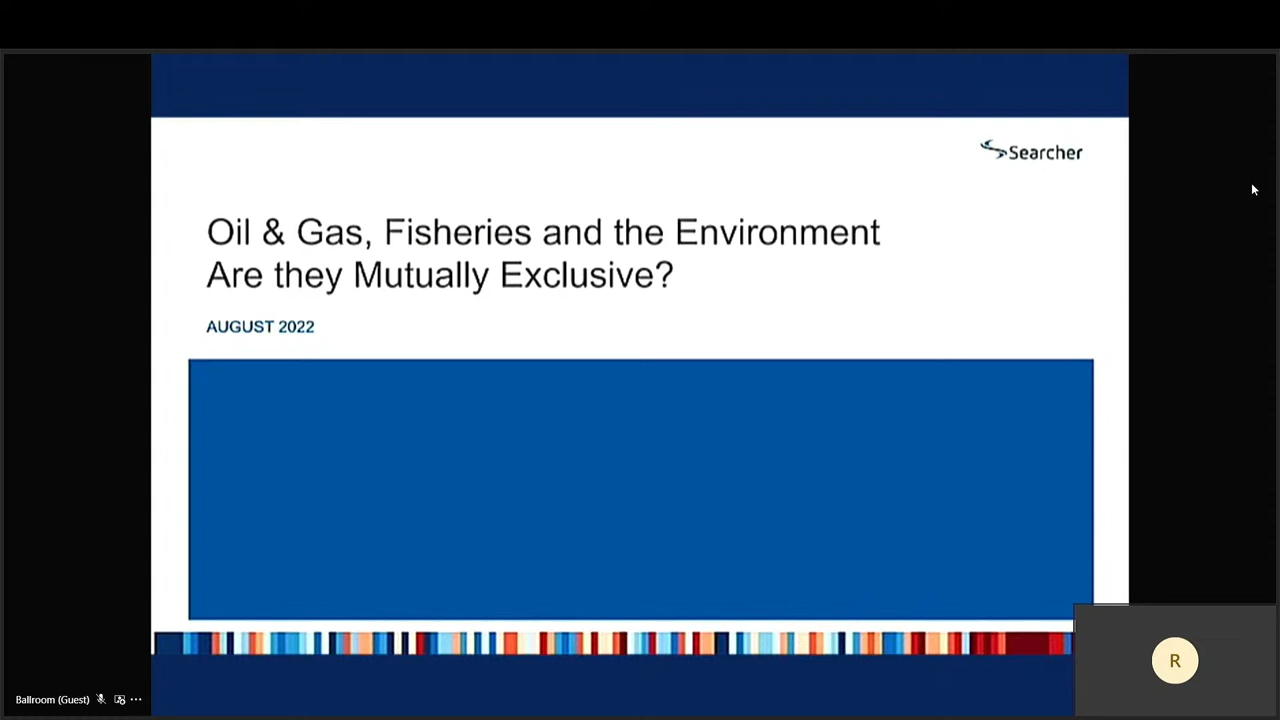 Searcher
Oil & Gas, Fisheries and the Environment
Are they Mutually Exclusive?
AUGUST 2022
R
Ballroom (Guest)